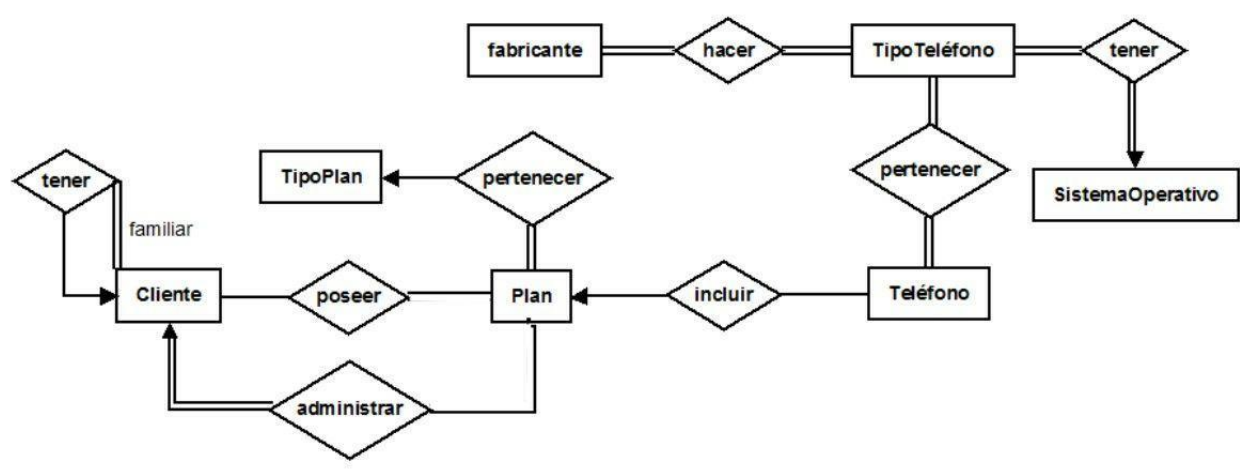 fabricante
hacer
TipoTeléfono
tener
TipoPlan
pertenecer
pertenecer
tener
SistemaOperativo
familiar
Cliente
poseer
Plan
incluir
Teléfono
administrar